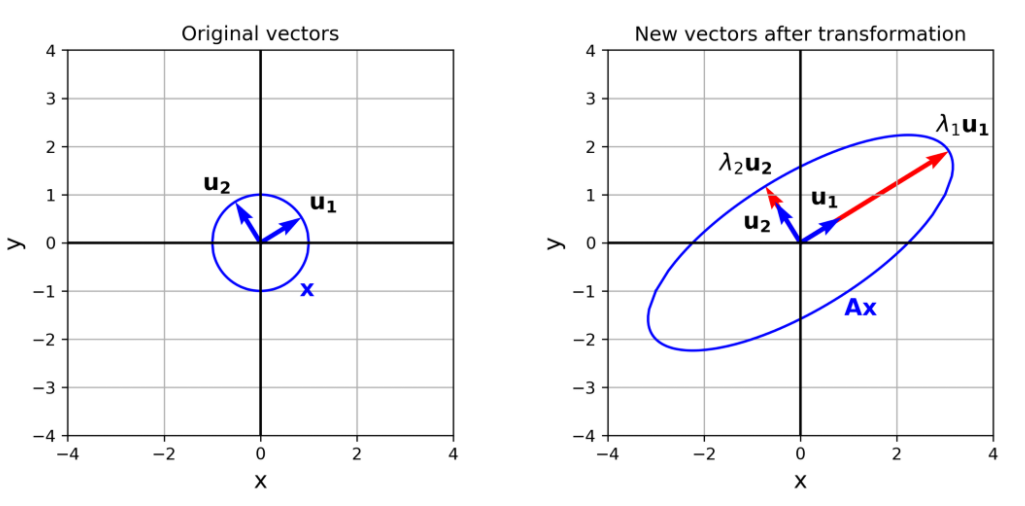 Original vectors
4
3
2
1
0
−1
−2
−3
−4
−4 −2 0 2 4
x
y
u₂
u₁
x
New vectors after transformation
4
3
2
1
0
−1
−2
−3
−4
−4 −2 0 2 4
x
y
λ₁u₁
λ₂u₂
u₁
u₂
Ax